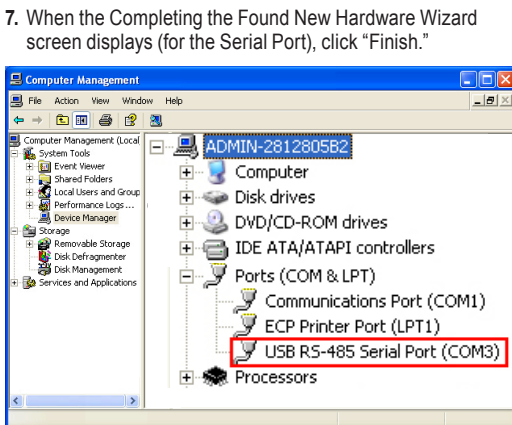 7. When the Completing the Found New Hardware Wizard
screen displays (for the Serial Port), click “Finish.”
Computer Management
File Action View Window Help
Computer Management (Local
System Tools
Event Viewer
Shared Folders
Local Users and Group
Performance Logs...
Device Manager
Storage
Removable Storage
Disk Defragmenter
Disk Management
Services and Applications
ADMIN-2812805B2
Computer
Disk drives
DVD/CD-ROM drives
IDE ATA/ATAPI controllers
Ports (COM & LPT)
Communications Port (COM1)
ECP Printer Port (LPT1)
USB RS-485 Serial Port (COM3)
Processors